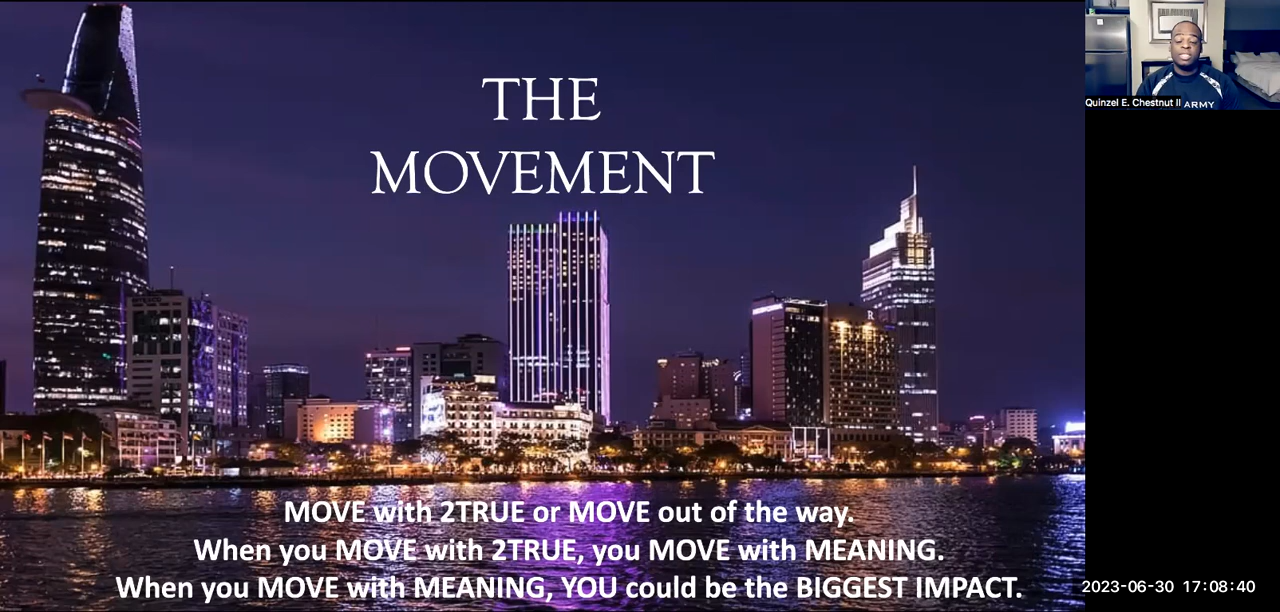 THE
MOVEMENT
MOVE with 2TRUE or MOVE out of the way.
When you MOVE with 2TRUE, you MOVE with MEANING.
When you MOVE with MEANING, YOU could be the BIGGEST IMPACT.
Quinzel E. Chestnut II
ARMY
R
2023-06-30 17:08:40